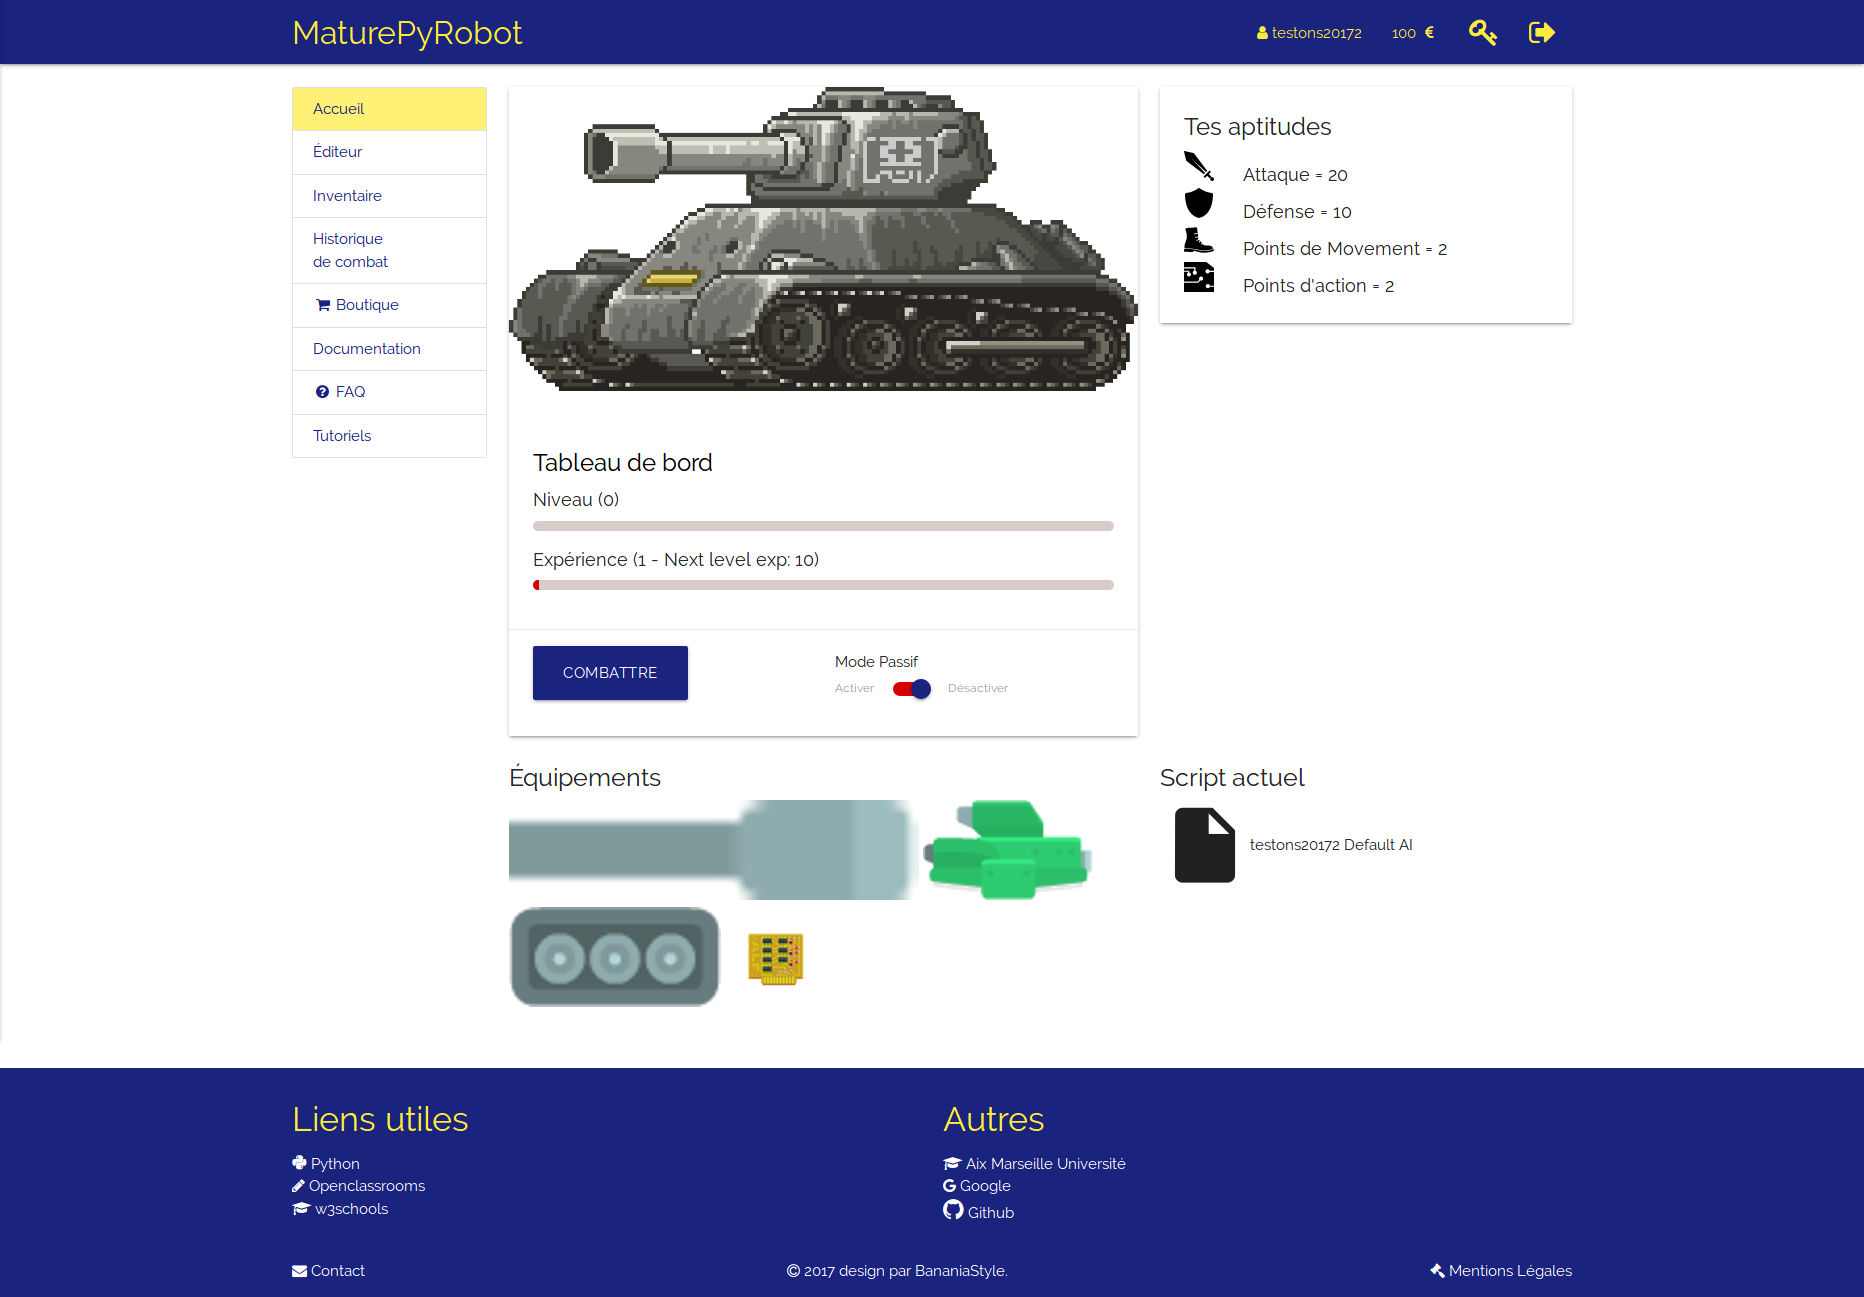 MaturePyRobot
testons20172
100 €
Accueil
Éditeur
Inventaire
Historique
de combat
Boutique
Documentation
FAQ
Tutoriels
Tableau de bord
Niveau (0)
Expérience (1 - Next level exp: 10)
COMBATTRE
Mode Passif
Activer
Désactiver
Tes aptitudes
Attaque = 20
Défense = 10
Points de Movement = 2
Points d'action = 2
Équipements
Script actuel
testons20172 Default AI
Liens utiles
Python
Openclassrooms
w3schools
Autres
Aix Marseille Université
Google
Github
Contact
© 2017 design par BananiaStyle.
Mentions Légales